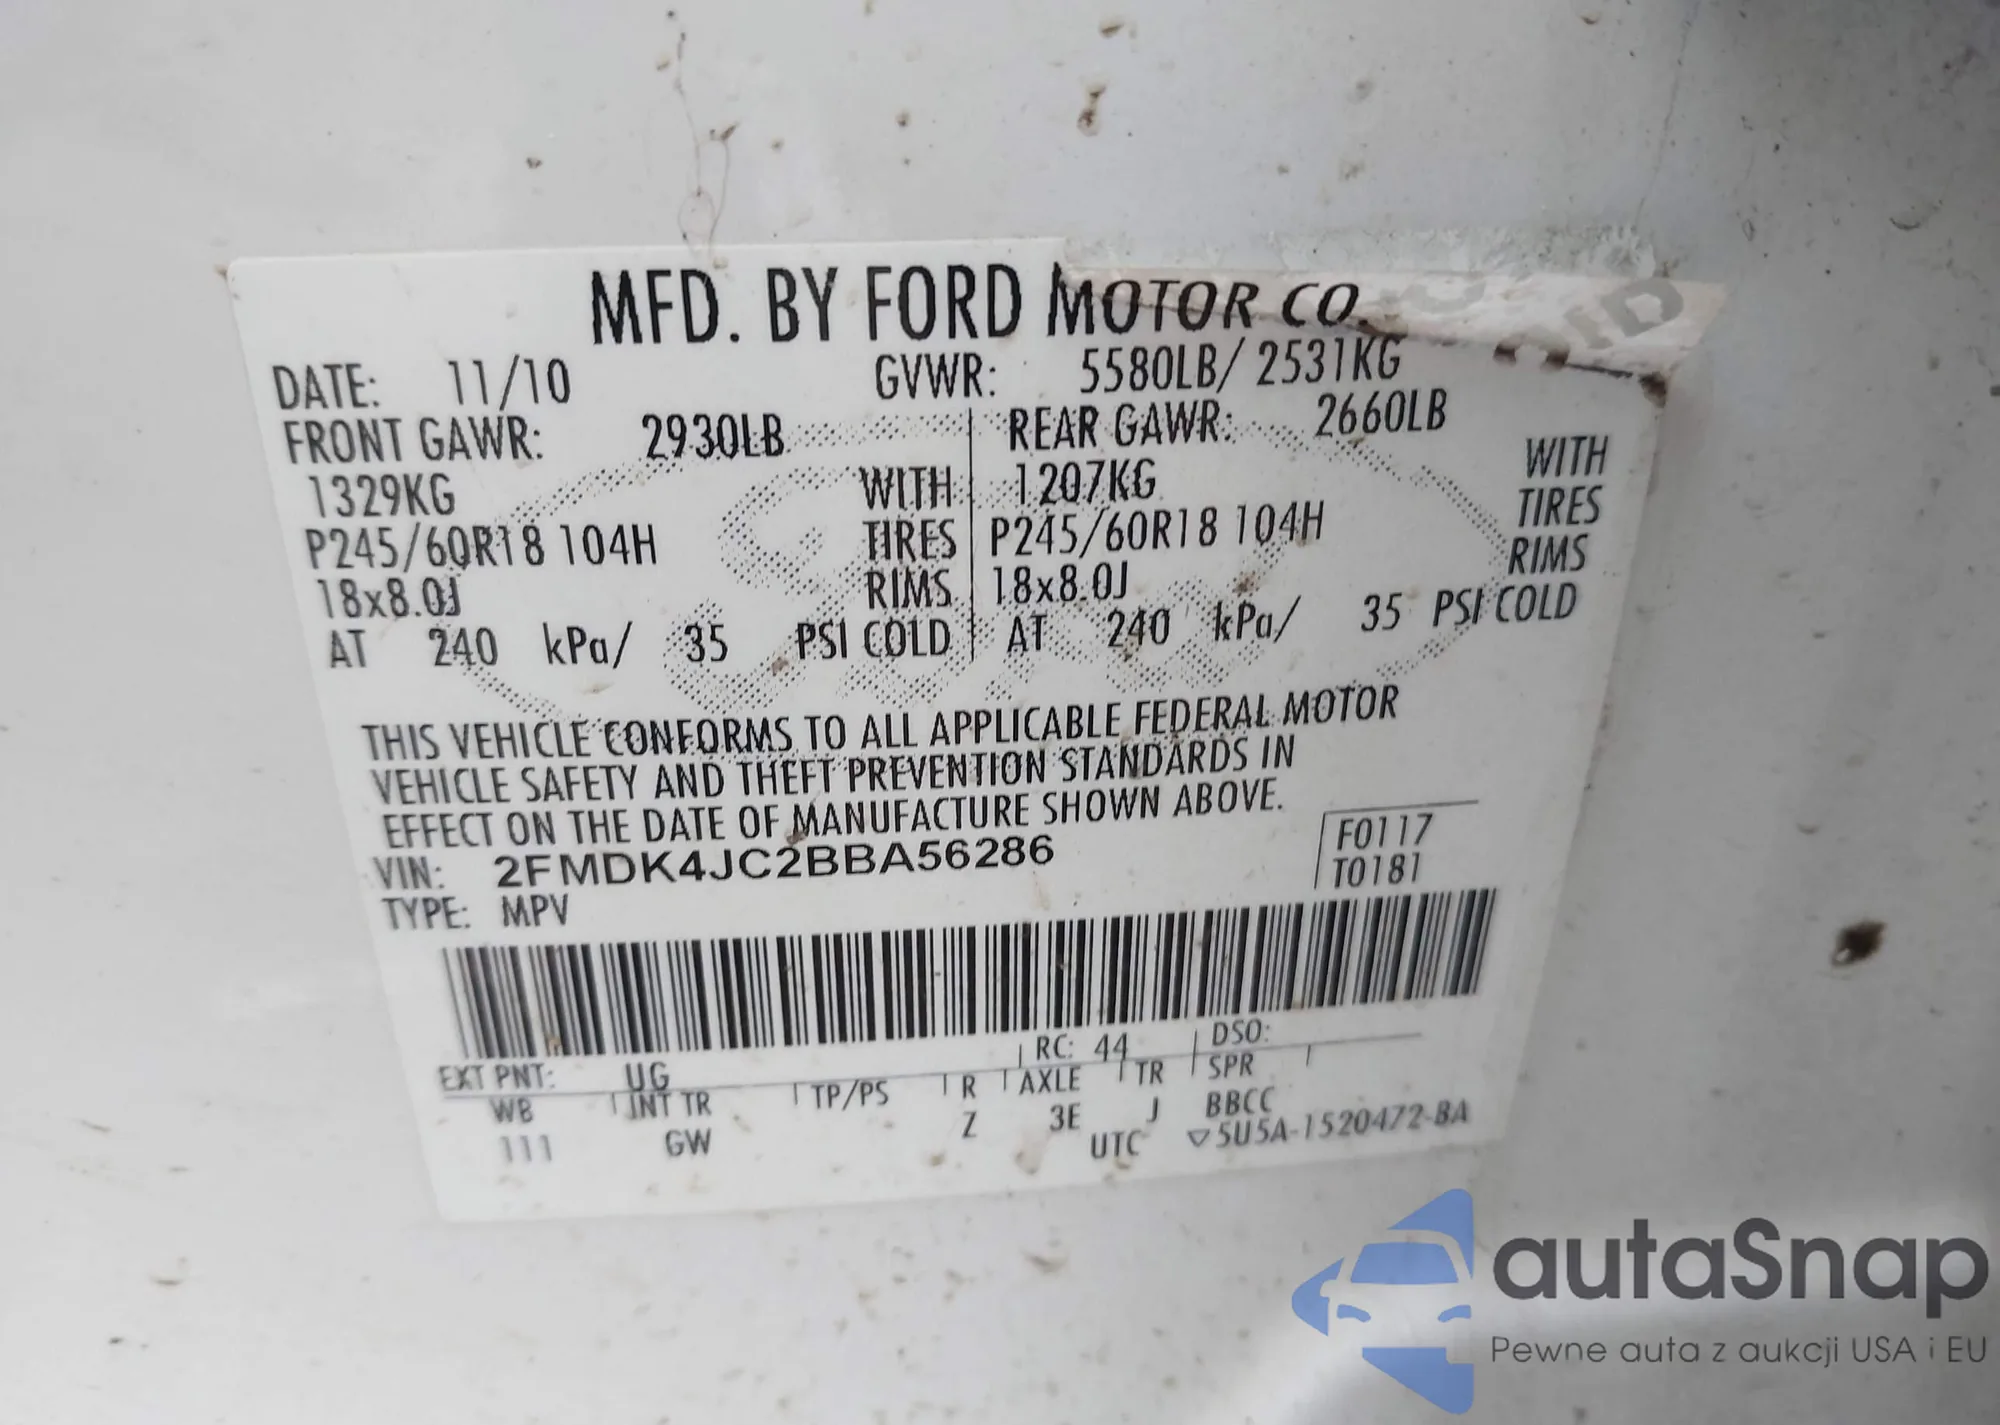 MFD. BY FORD MOTOR CO.
DATE: 11/10 GVWR: 5580LB/ 2531KG
FRONT GAWR: 2930LB REAR GAWR: 2660LB
1329KG WITH 1207KG WITH
P245/60R18 104H TIRES P245/60R18 104H TIRES
18x8.0J RIMS 18x8.0J RIMS
AT 240 kPa/ 35 PSI COLD AT 240 kPa/ 35 PSI COLD
THIS VEHICLE CONFORMS TO ALL APPLICABLE FEDERAL MOTOR
VEHICLE SAFETY AND THEFT PREVENTION STANDARDS IN
EFFECT ON THE DATE OF MANUFACTURE SHOWN ABOVE.
VIN: 2FMDK4JC2BBA56286
TYPE: MPV
F0117
T0181
EXT PNT: UG RC: 44 DSO:
WB INT TR TP/PS R AXLE TR SPR
111 GW Z 3E J BBCC
UTC ▽5U5A-1520472-BA
autaSnap
Pewne auta z aukcji USA i EU